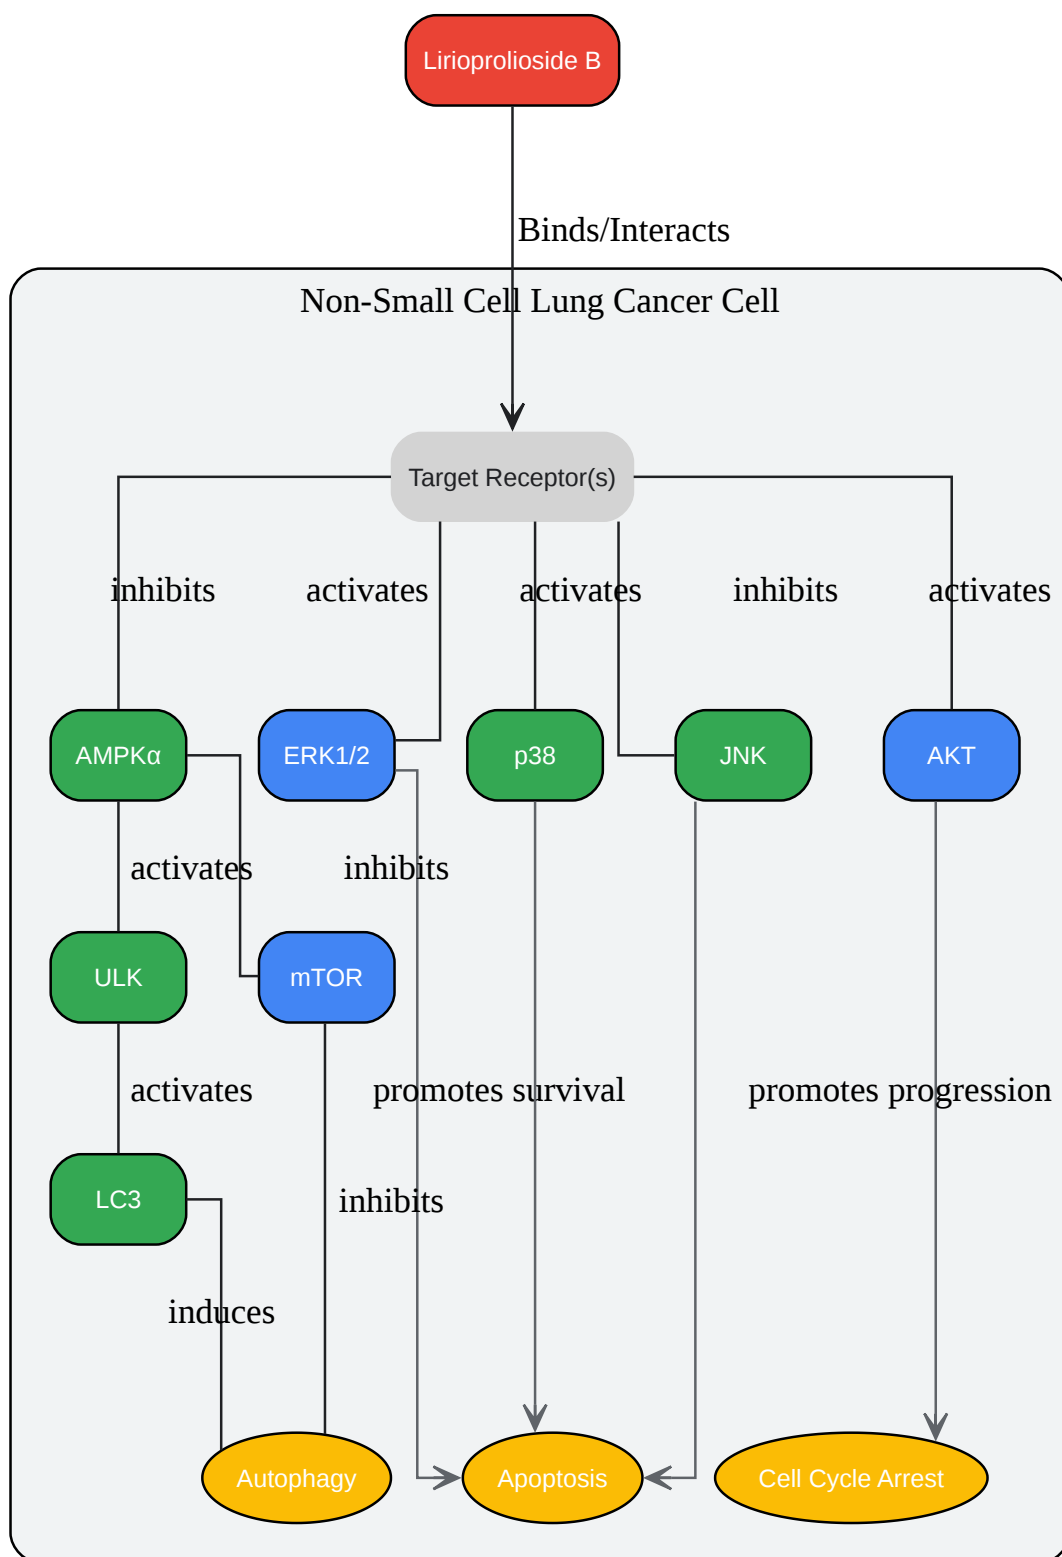 Lirioprolioside B
Binds/Interacts
Non-Small Cell Lung Cancer Cell
Target Receptor(s)
inhibits
activates
activates
inhibits
activates
AMPKα
ERK1/2
p38
JNK
AKT
activates
inhibits
ULK
mTOR
activates
promotes survival
promotes progression
LC3
inhibits
induces
Autophagy
Apoptosis
Cell Cycle Arrest